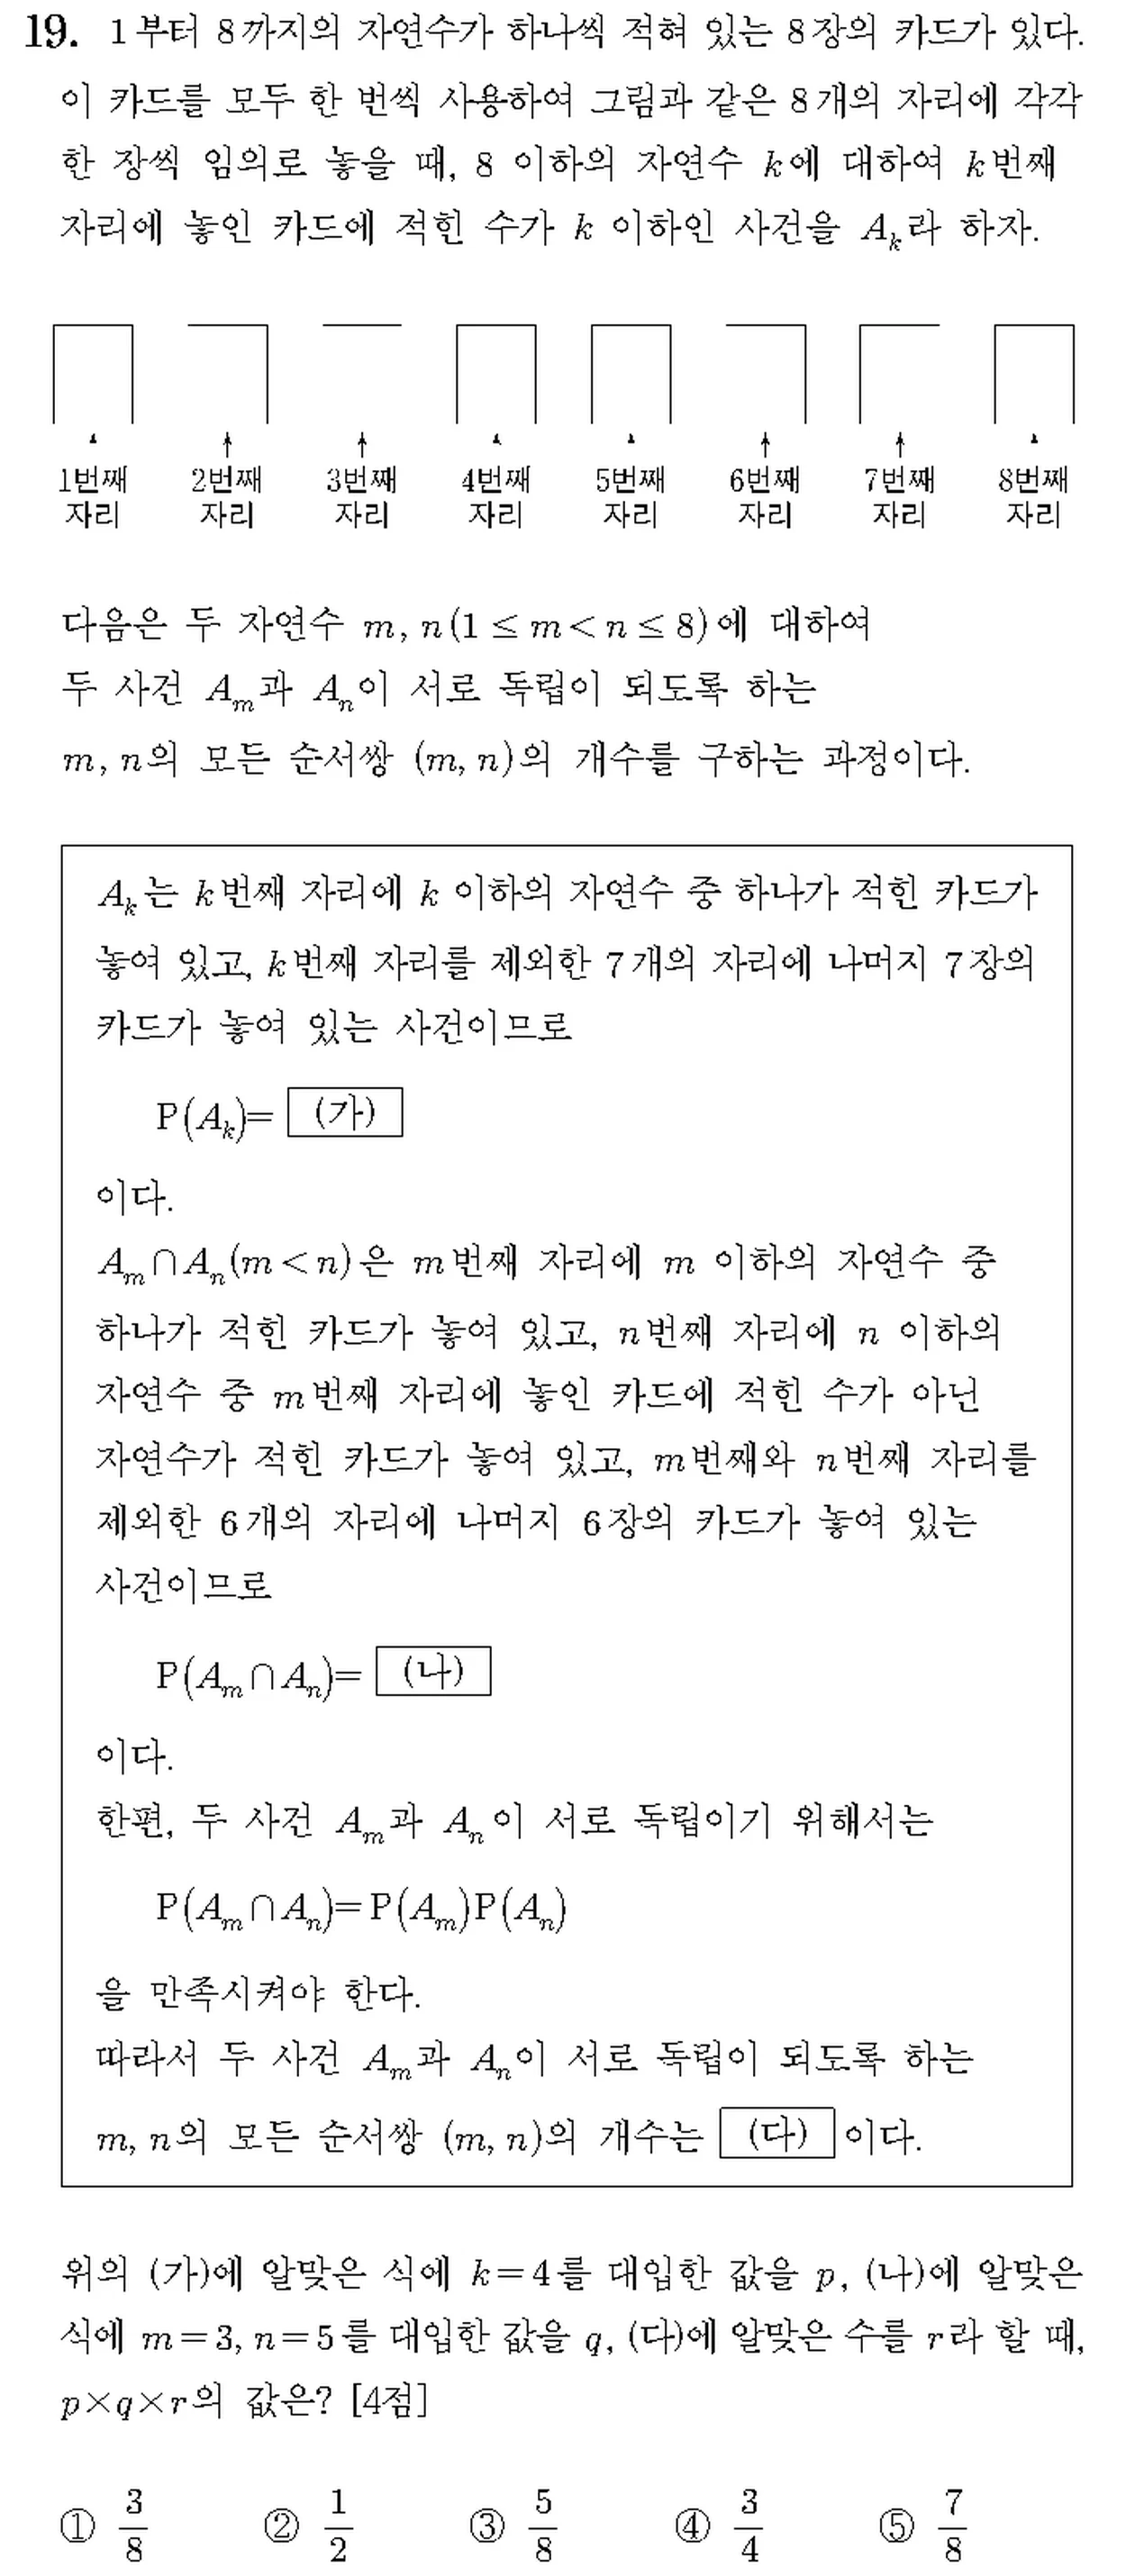 19. 1부터 8까지의 자연수가 하나씩 적혀 있는 8장의 카드가 있다.
이 카드를 모두 한 번씩 사용하여 그림과 같은 8개의 자리에 각각
한 장씩 임의로 놓을 때, 8 이하의 자연수 k에 대하여 k번째
자리에 놓인 카드에 적힌 수가 k 이하인 사건을 A_k라 하자.
1번째 2번째 3번째 4번째 5번째 6번째 7번째 8번째
자리 자리 자리 자리 자리 자리 자리 자리
다음은 두 자연수 m, n(1 ≤ m < n ≤ 8)에 대하여
두 사건 A_m과 A_n이 서로 독립이 되도록 하는
m, n의 모든 순서쌍 (m, n)의 개수를 구하는 과정이다.
A_k는 k번째 자리에 k 이하의 자연수 중 하나가 적힌 카드가
놓여 있고, k번째 자리를 제외한 7개의 자리에 나머지 7장의
카드가 놓여 있는 사건이므로
P(A_k)= (가)
이다.
A_m∩A_n(m < n)은 m번째 자리에 m 이하의 자연수 중
하나가 적힌 카드가 놓여 있고, n번째 자리에 n 이하의
자연수 중 m번째 자리에 놓인 카드에 적힌 수가 아닌
자연수가 적힌 카드가 놓여 있고, m번째와 n번째 자리를
제외한 6개의 자리에 나머지 6장의 카드가 놓여 있는
사건이므로
P(A_m∩A_n)= (나)
이다.
한편, 두 사건 A_m과 A_n이 서로 독립이기 위해서는
P(A_m∩A_n)=P(A_m)P(A_n)
을 만족시켜야 한다.
따라서 두 사건 A_m과 A_n이 서로 독립이 되도록 하는
m, n의 모든 순서쌍 (m, n)의 개수는 (다) 이다.
위의 (가)에 알맞은 식에 k=4를 대입한 값을 p, (나)에 알맞은
식에 m=3, n=5를 대입한 값을 q, (다)에 알맞은 수를 r라 할 때,
p×q×r의 값은? [4점]
① 3/8 ② 1/2 ③ 5/8 ④ 3/4 ⑤ 7/8